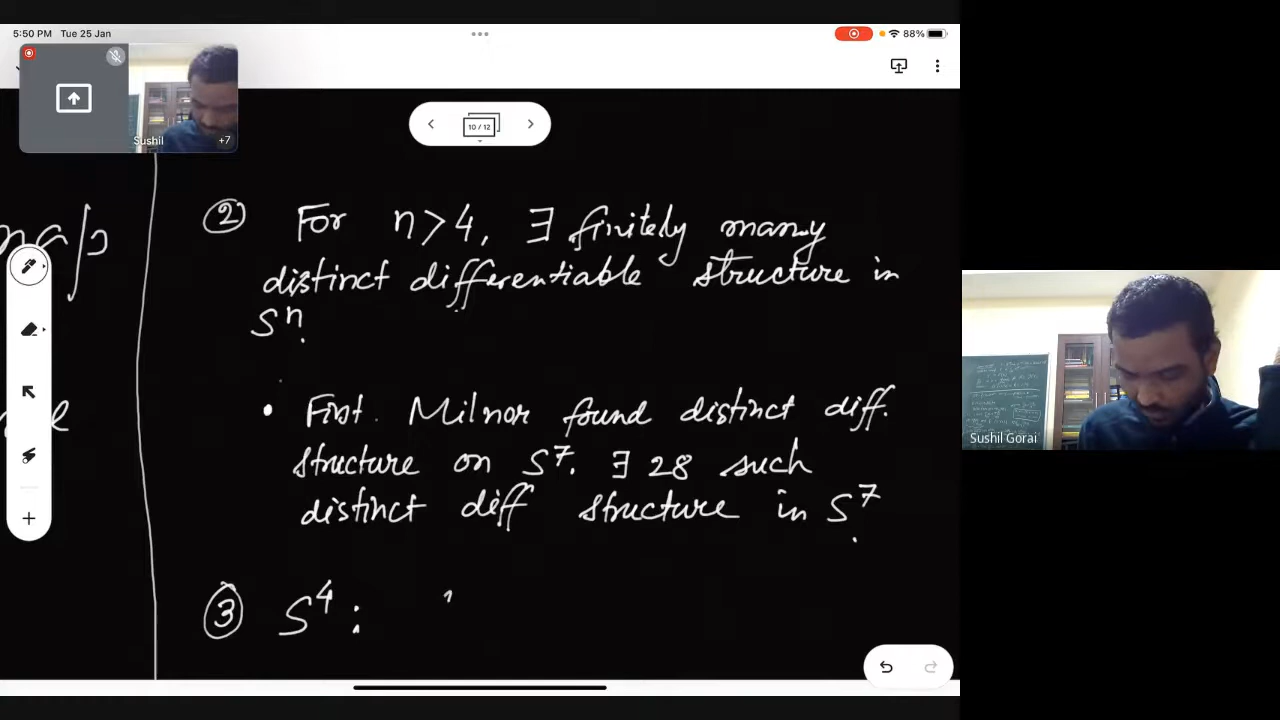 5:50 PM Tue 25 Jan
88%
Sushil
+7
10 / 12
map
② For n > 4, ∃ finitely many
distinct differentiable structure in
Sⁿ.
• First. Milnor found distinct diff.
structure on S⁷. ∃ 28 such
distinct diff structure in S⁷.
③ S⁴:
Sushil Gorai